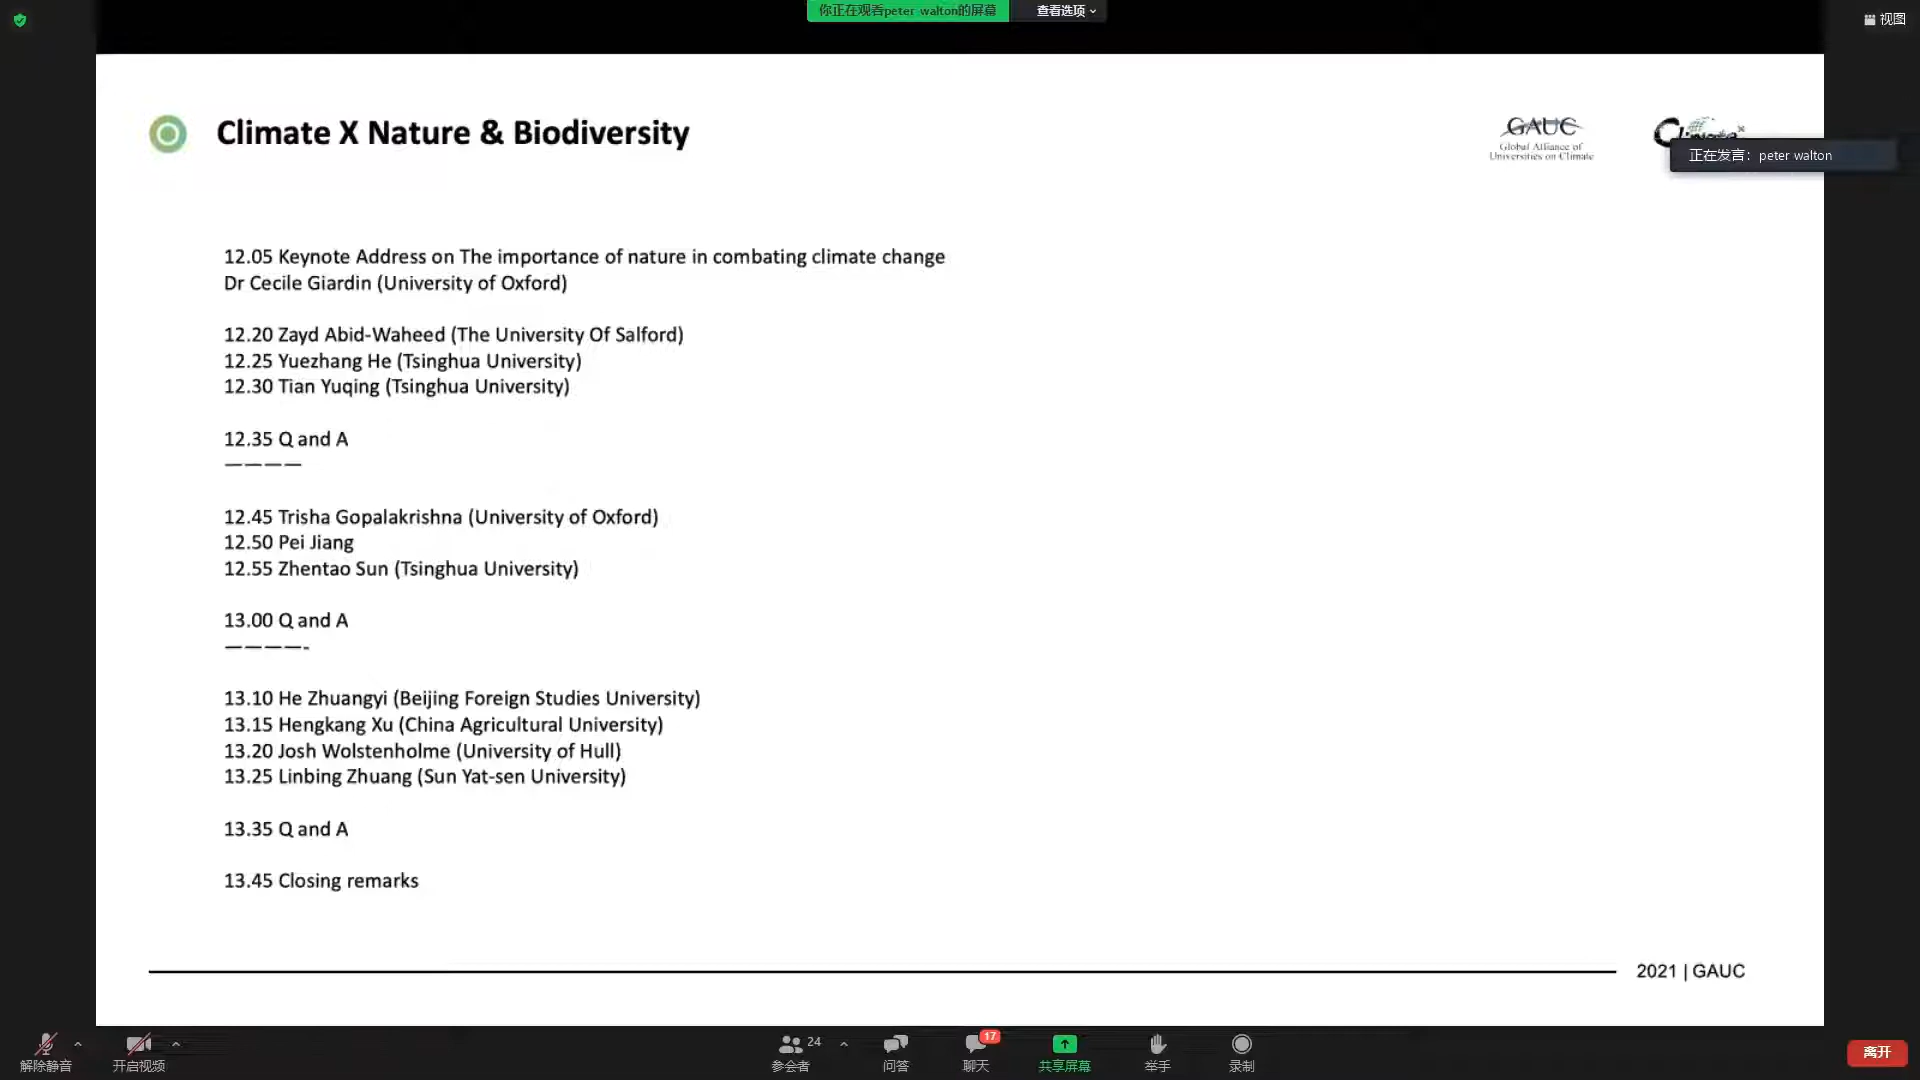 你正在观看peter walton的屏幕
查看选项
视图
Climate X Nature & Biodiversity
GAUC
Global Alliance of
Universities on Climate
正在发言: peter walton
12.05 Keynote Address on The importance of nature in combating climate change
Dr Cecile Giardin (University of Oxford)
12.20 Zayd Abid-Waheed (The University Of Salford)
12.25 Yuezhang He (Tsinghua University)
12.30 Tian Yuqing (Tsinghua University)
12.35 Q and A
————
12.45 Trisha Gopalakrishna (University of Oxford)
12.50 Pei Jiang
12.55 Zhentao Sun (Tsinghua University)
13.00 Q and A
————-
13.10 He Zhuangyi (Beijing Foreign Studies University)
13.15 Hengkang Xu (China Agricultural University)
13.20 Josh Wolstenholme (University of Hull)
13.25 Linbing Zhuang (Sun Yat-sen University)
13.35 Q and A
13.45 Closing remarks
2021 | GAUC
解除静音
开启视频
参会者 24
问答
聊天 17
共享屏幕
举手
录制
离开